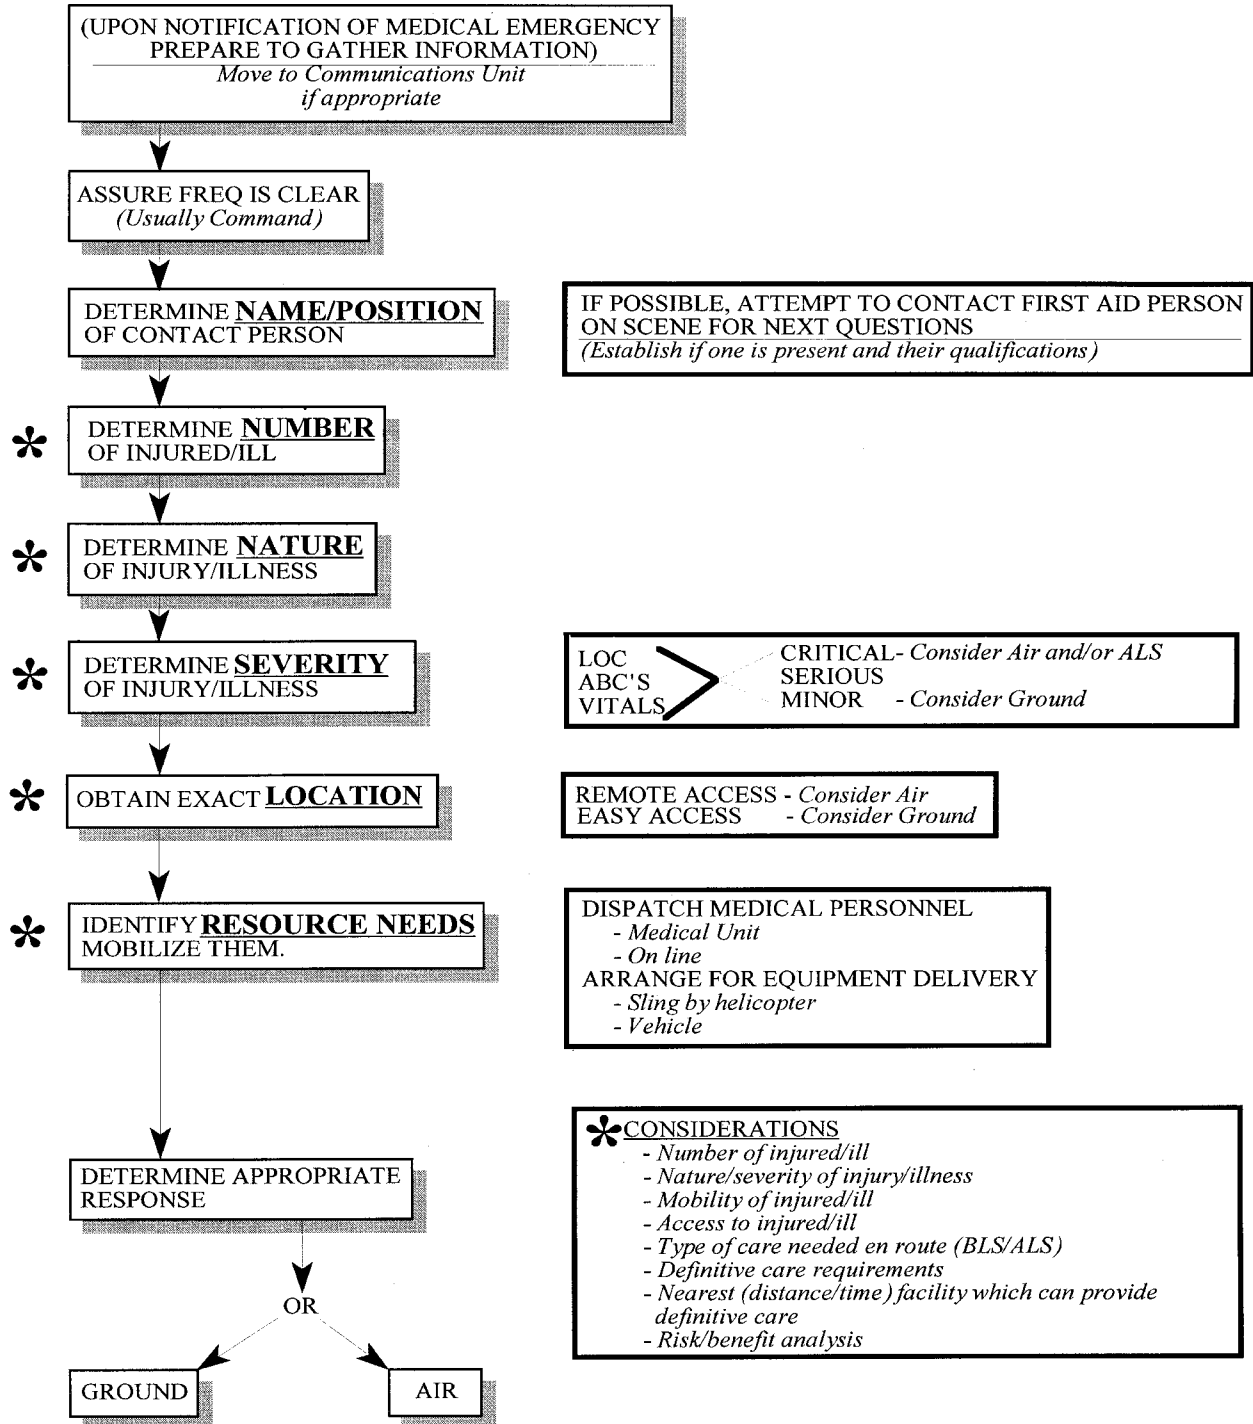 (UPON NOTIFICATION OF MEDICAL EMERGENCY
PREPARE TO GATHER INFORMATION)
Move to Communications Unit
if appropriate
ASSURE FREQ IS CLEAR
(Usually Command)
DETERMINE NAME/POSITION
OF CONTACT PERSON
IF POSSIBLE, ATTEMPT TO CONTACT FIRST AID PERSON
ON SCENE FOR NEXT QUESTIONS
(Establish if one is present and their qualifications)
* DETERMINE NUMBER
OF INJURED/ILL
* DETERMINE NATURE
OF INJURY/ILLNESS
* DETERMINE SEVERITY
OF INJURY/ILLNESS
LOC
ABC'S
VITALS
CRITICAL- Consider Air and/or ALS
SERIOUS
MINOR - Consider Ground
* OBTAIN EXACT LOCATION
REMOTE ACCESS - Consider Air
EASY ACCESS - Consider Ground
* IDENTIFY RESOURCE NEEDS
MOBILIZE THEM.
DISPATCH MEDICAL PERSONNEL
- Medical Unit
- On line
ARRANGE FOR EQUIPMENT DELIVERY
- Sling by helicopter
- Vehicle
DETERMINE APPROPRIATE
RESPONSE
OR
GROUND
AIR
* CONSIDERATIONS
- Number of injured/ill
- Nature/severity of injury/illness
- Mobility of injured/ill
- Access to injured/ill
- Type of care needed en route (BLS/ALS)
- Definitive care requirements
- Nearest (distance/time) facility which can provide
definitive care
- Risk/benefit analysis